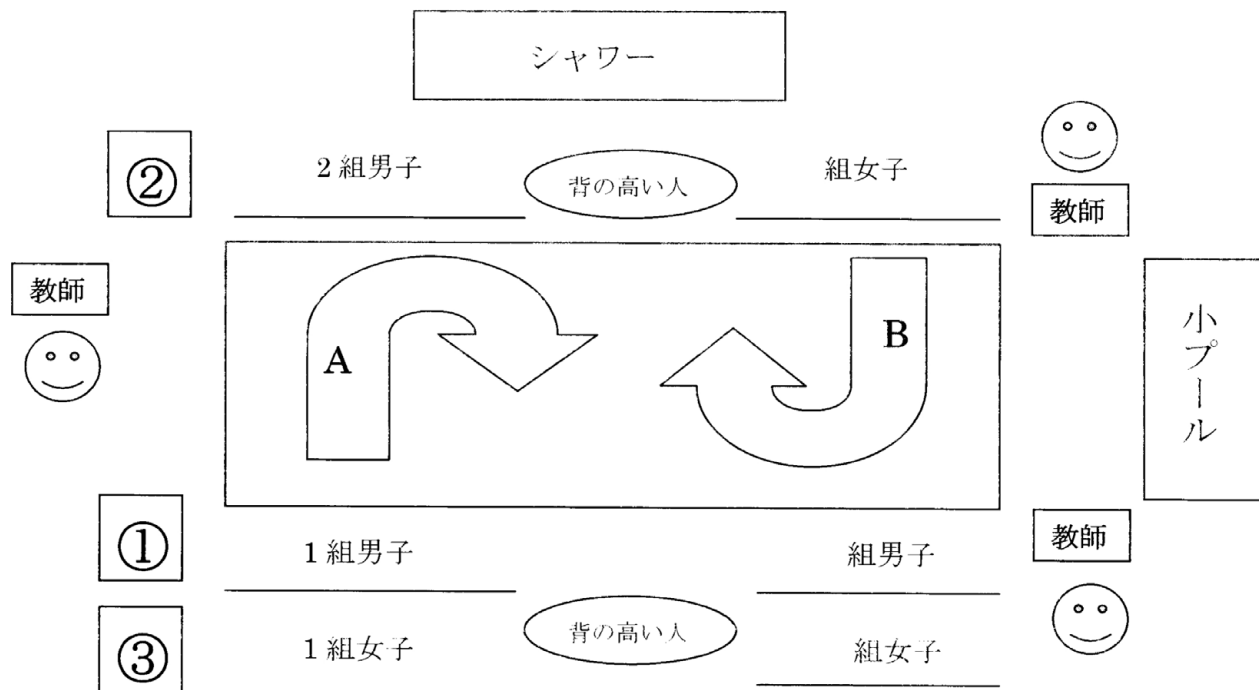 シャワー
②
2組男子
背の高い人
組女子
教師
教師
A
B
小プール
①
1組男子
組男子
教師
③
1組女子
背の高い人
組女子